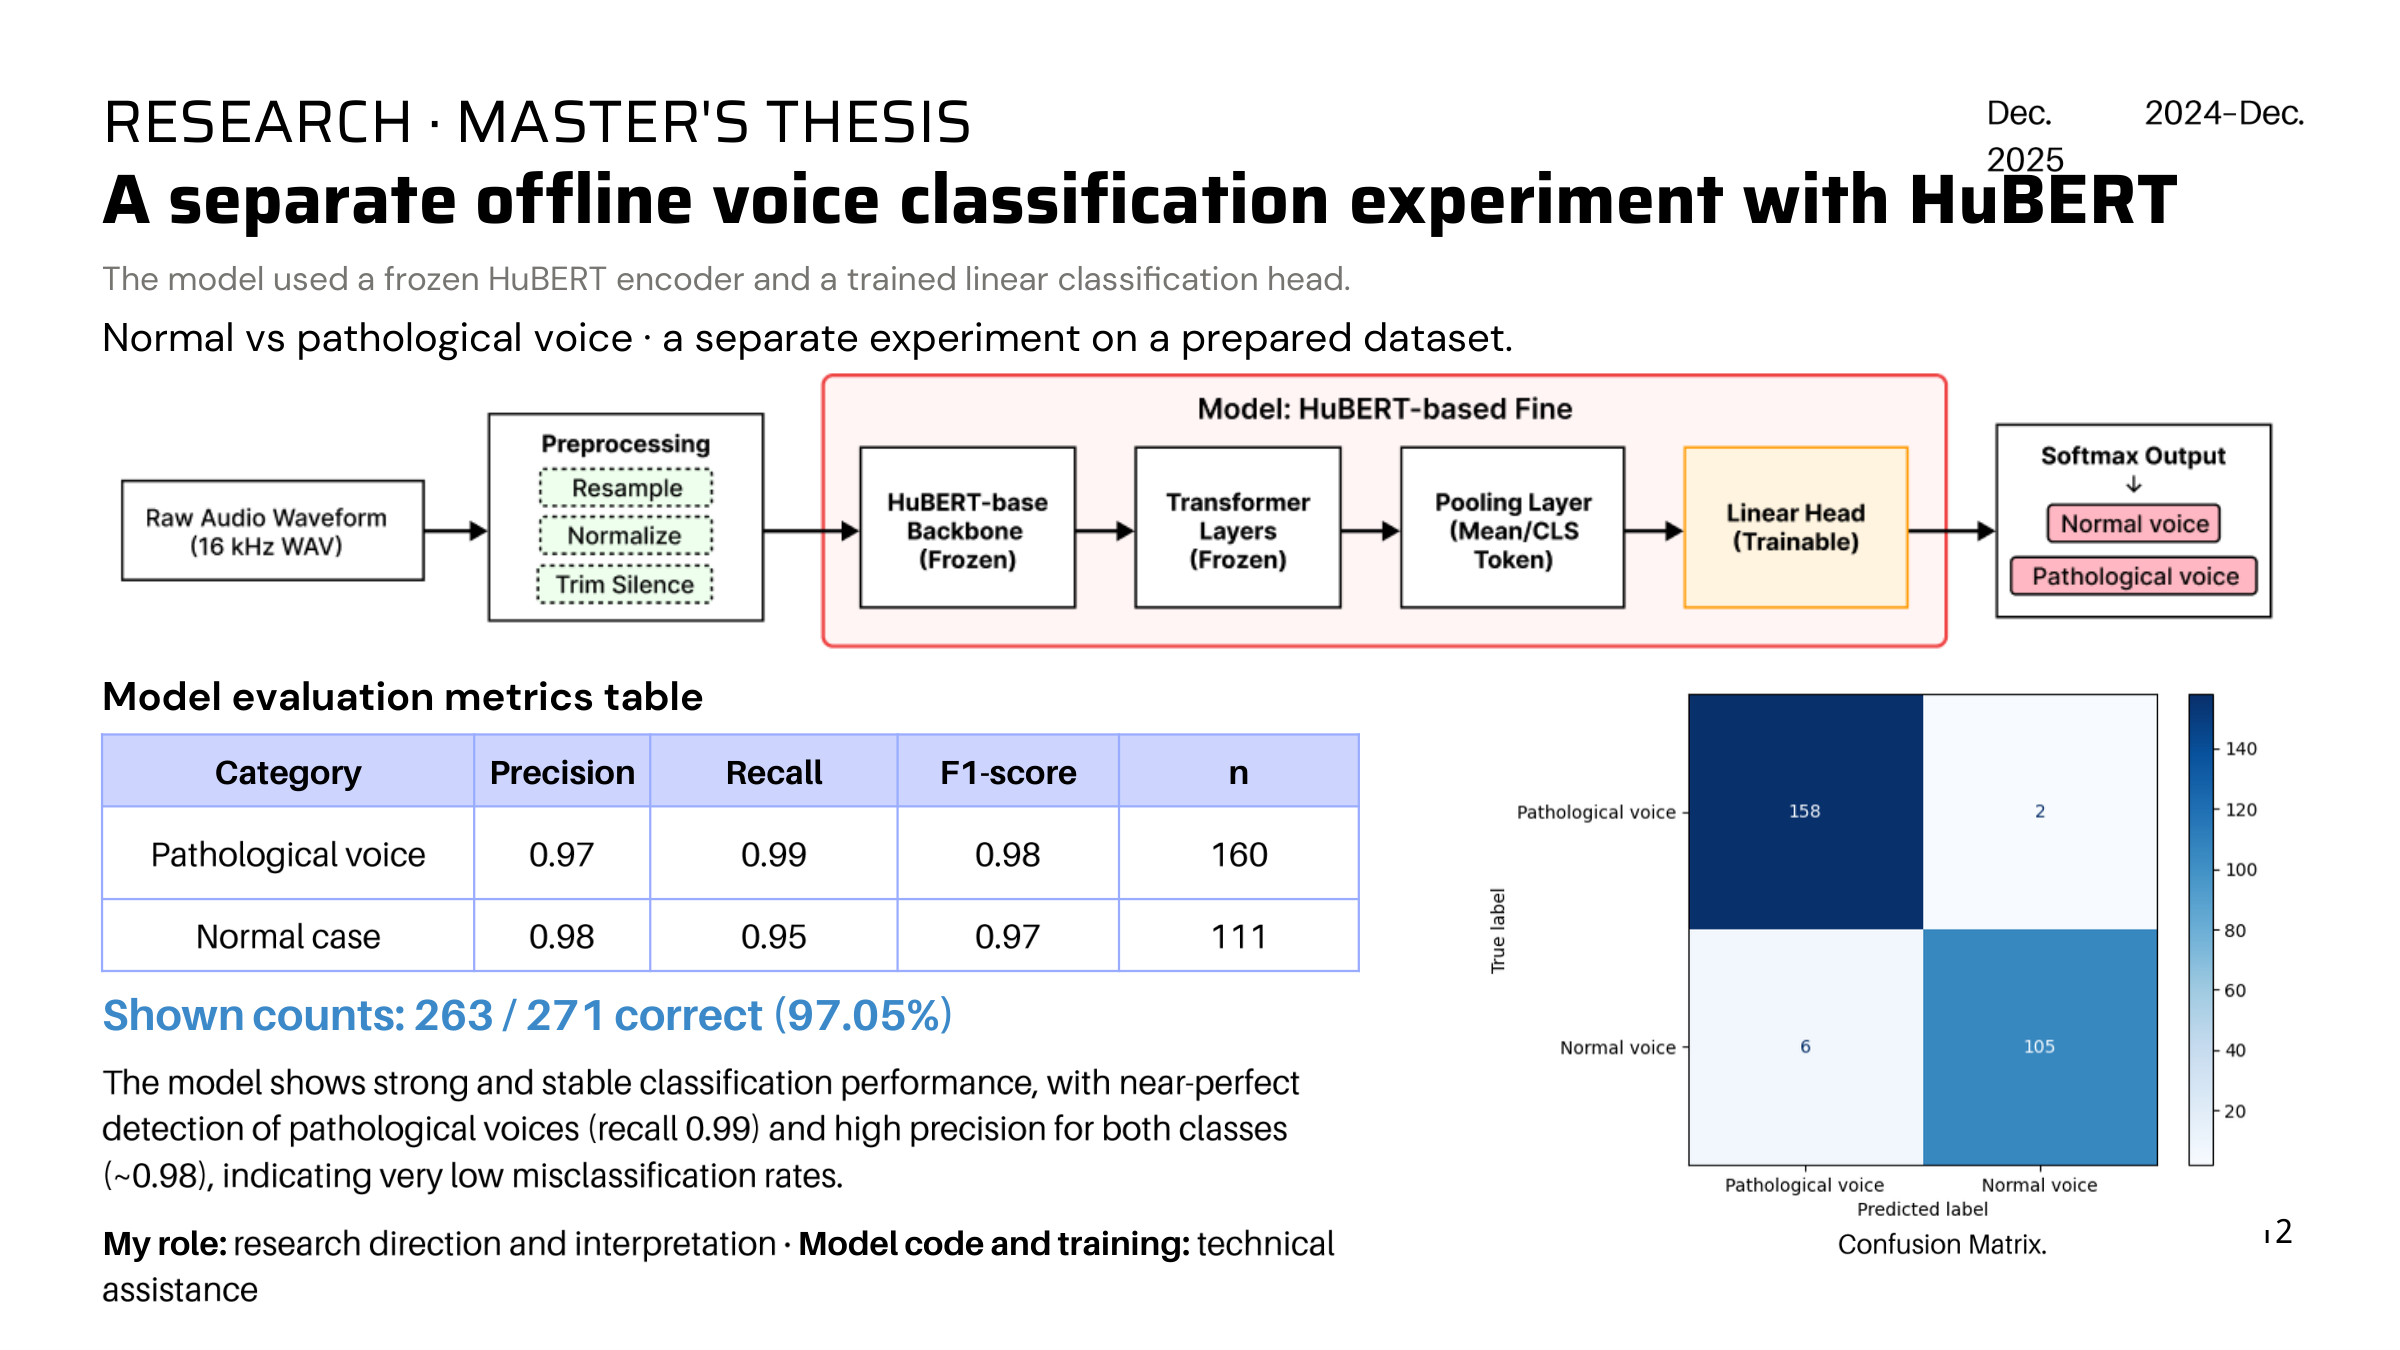 RESEARCH · MASTER'S THESIS
Dec. 2024–Dec.
2025
A separate offline voice classification experiment with HuBERT
The model used a frozen HuBERT encoder and a trained linear classification head.
Normal vs pathological voice · a separate experiment on a prepared dataset.
Raw Audio Waveform
(16 kHz WAV)
Preprocessing
Resample
Normalize
Trim Silence
Model: HuBERT-based Fine
HuBERT-base
Backbone
(Frozen)
Transformer
Layers
(Frozen)
Pooling Layer
(Mean/CLS
Token)
Linear Head
(Trainable)
Softmax Output
↓
Normal voice
Pathological voice
Model evaluation metrics table
Category Precision Recall F1-score n
Pathological voice 0.97 0.99 0.98 160
Normal case 0.98 0.95 0.97 111
Shown counts: 263 / 271 correct (97.05%)
The model shows strong and stable classification performance, with near-perfect
detection of pathological voices (recall 0.99) and high precision for both classes
(~0.98), indicating very low misclassification rates.
My role: research direction and interpretation · Model code and training: technical
assistance
True label
Pathological voice
Normal voice
158 2
6 105
Pathological voice Normal voice
Predicted label
140
120
100
80
60
40
20
Confusion Matrix.
12